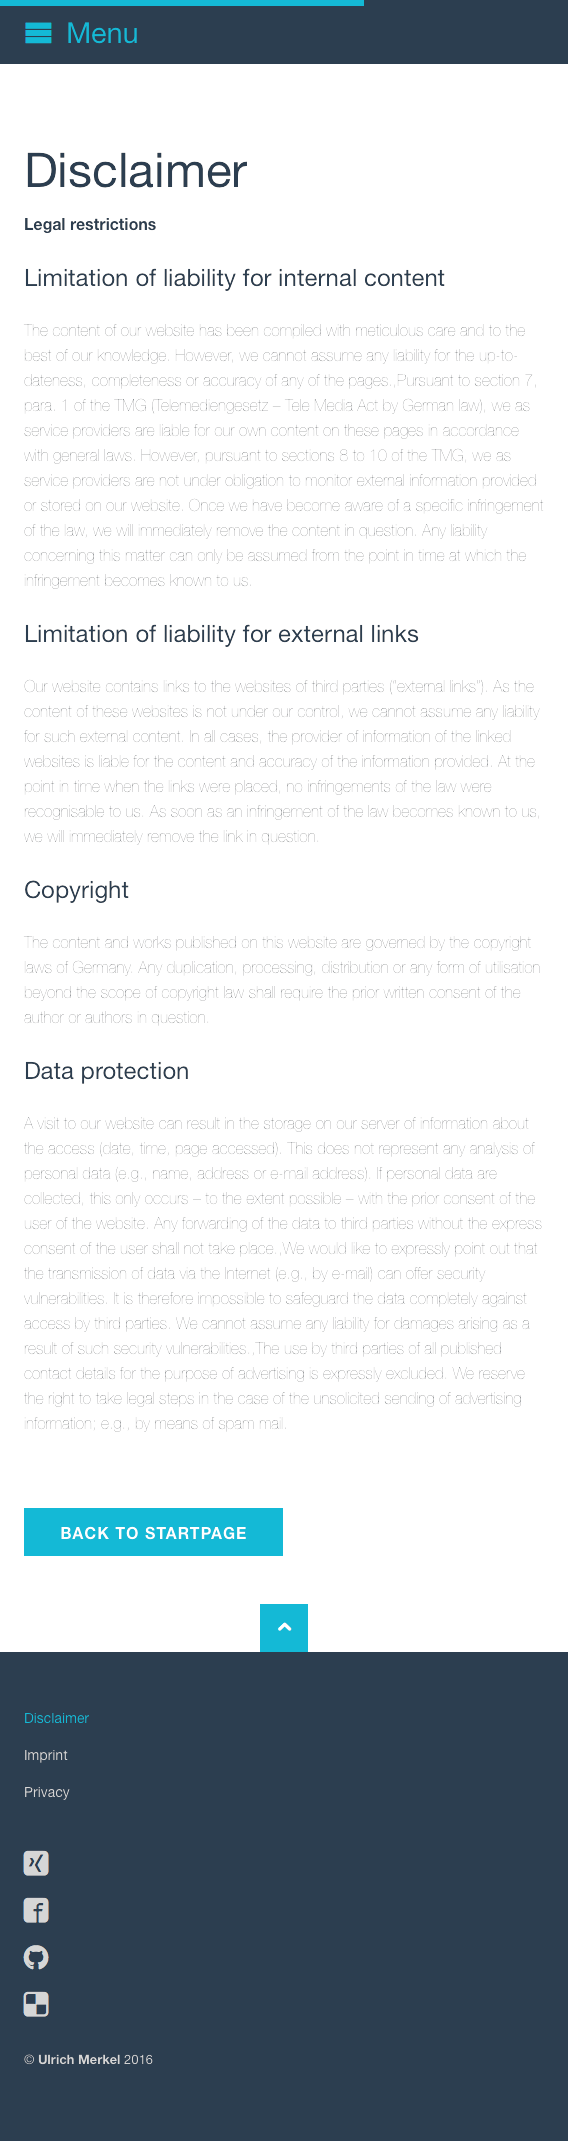 Menu
Disclaimer
Legal restrictions
Limitation of liability for internal content
The content of our website has been compiled with meticulous care and to the
best of our knowledge. However, we cannot assume any liability for the up-to-
dateness, completeness or accuracy of any of the pages.,Pursuant to section 7,
para. 1 of the TMG (Telemediengesetz – Tele Media Act by German law), we as
service providers are liable for our own content on these pages in accordance
with general laws. However, pursuant to sections 8 to 10 of the TMG, we as
service providers are not under obligation to monitor external information provided
or stored on our website. Once we have become aware of a specific infringement
of the law, we will immediately remove the content in question. Any liability
concerning this matter can only be assumed from the point in time at which the
infringement becomes known to us.
Limitation of liability for external links
Our website contains links to the websites of third parties ("external links"). As the
content of these websites is not under our control, we cannot assume any liability
for such external content. In all cases, the provider of information of the linked
websites is liable for the content and accuracy of the information provided. At the
point in time when the links were placed, no infringements of the law were
recognisable to us. As soon as an infringement of the law becomes known to us,
we will immediately remove the link in question.
Copyright
The content and works published on this website are governed by the copyright
laws of Germany. Any duplication, processing, distribution or any form of utilisation
beyond the scope of copyright law shall require the prior written consent of the
author or authors in question.
Data protection
A visit to our website can result in the storage on our server of information about
the access (date, time, page accessed). This does not represent any analysis of
personal data (e.g., name, address or e-mail address). If personal data are
collected, this only occurs – to the extent possible – with the prior consent of the
user of the website. Any forwarding of the data to third parties without the express
consent of the user shall not take place.,We would like to expressly point out that
the transmission of data via the Internet (e.g., by e-mail) can offer security
vulnerabilities. It is therefore impossible to safeguard the data completely against
access by third parties. We cannot assume any liability for damages arising as a
result of such security vulnerabilities.,The use by third parties of all published
contact details for the purpose of advertising is expressly excluded. We reserve
the right to take legal steps in the case of the unsolicited sending of advertising
information; e.g., by means of spam mail.
BACK TO STARTPAGE
Disclaimer
Imprint
Privacy
© Ulrich Merkel 2016